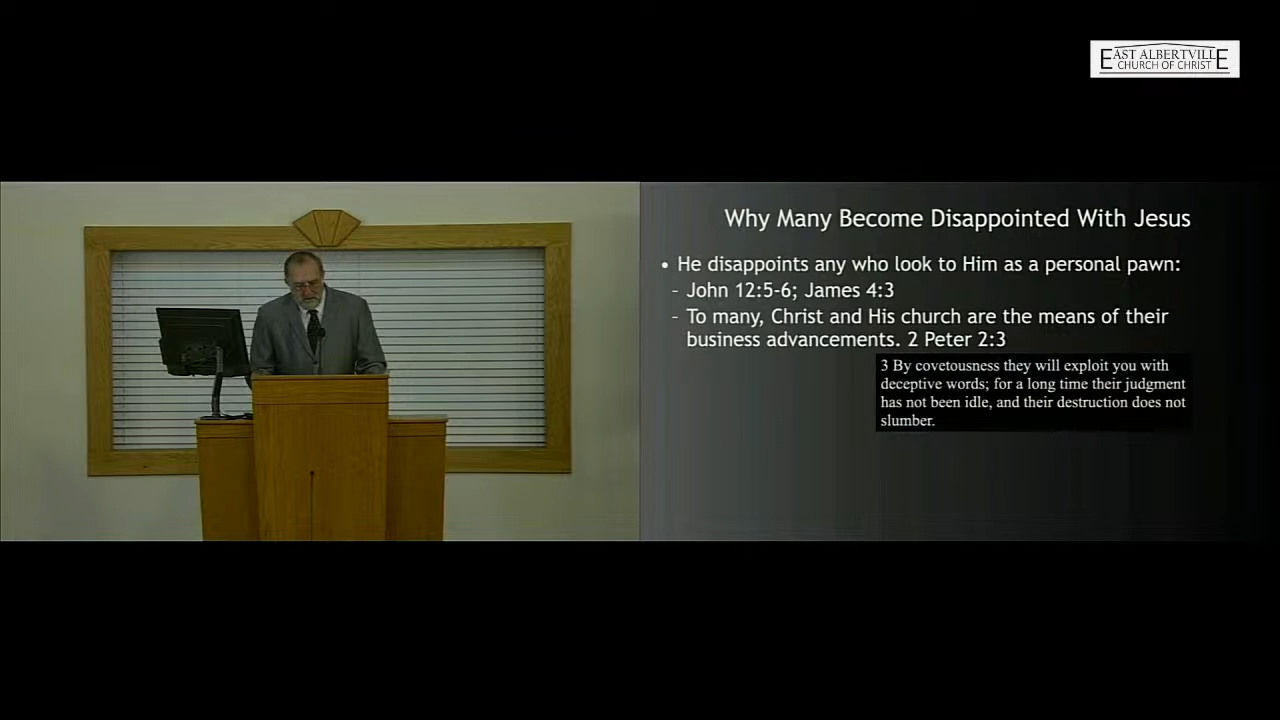 EAST ALBERTVILLE
CHURCH OF CHRIST
Why Many Become Disappointed With Jesus
• He disappoints any who look to Him as a personal pawn:
- John 12:5-6; James 4:3
- To many, Christ and His church are the means of their
business advancements. 2 Peter 2:3
3 By covetousness they will exploit you with
deceptive words; for a long time their judgment
has not been idle, and their destruction does not
slumber.